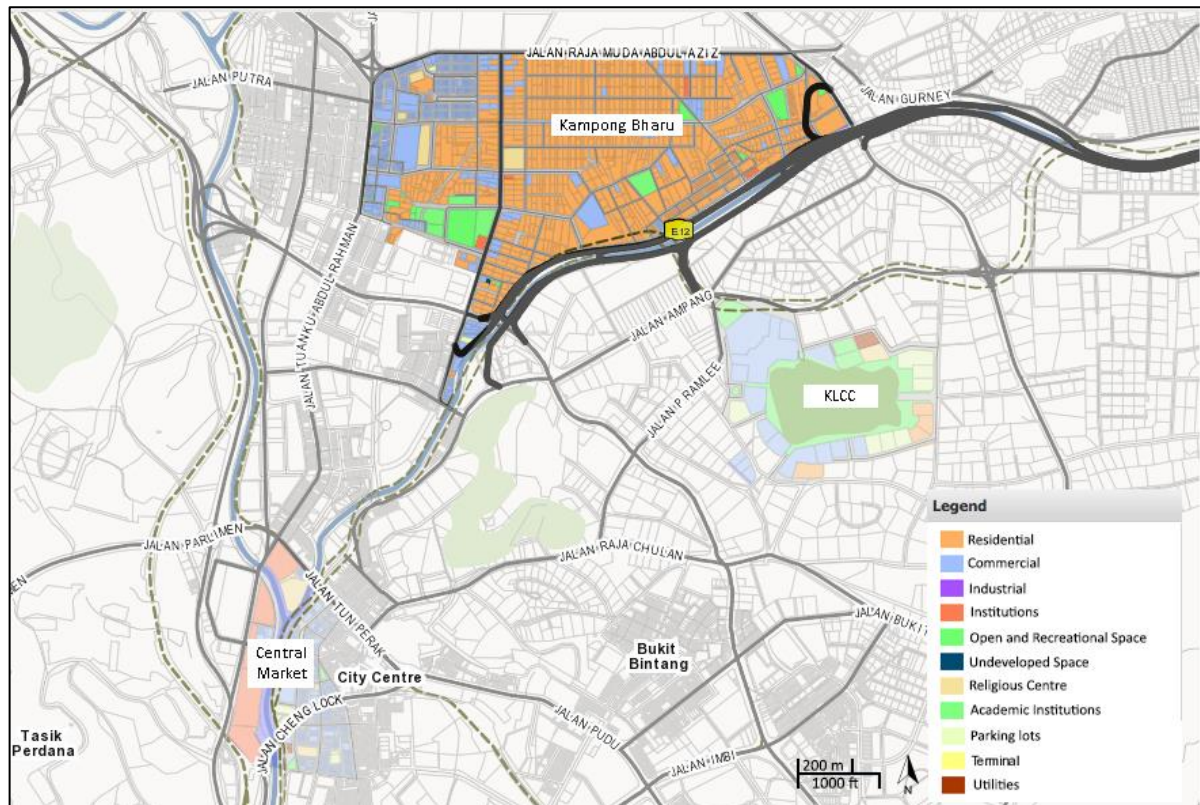 JALAN RAJA MUDA ABDUL AZIZ
JALAN PUTRA
JALAN GURNEY
Kampong Bharu
E12
JALAN TUANKU ABDUL RAHMAN
JALAN AMPANG
JALAN P RAMLEE
KLCC
Legend
Residential
Commercial
Industrial
Institutions
Open and Recreational Space
Undeveloped Space
Religious Centre
Academic Institutions
Parking lots
Terminal
Utilities
JALAN PARLIMEN
EN
JALAN RAJA CHULAN
JALAN TUN PERAK
JALAN BUKIT
Central
Market
Bukit
Bintang
City Centre
JALAN CHENG LOCK
Tasik
Perdana
JALAN PUDU
JALAN IMBI
200 m
1000 ft
N